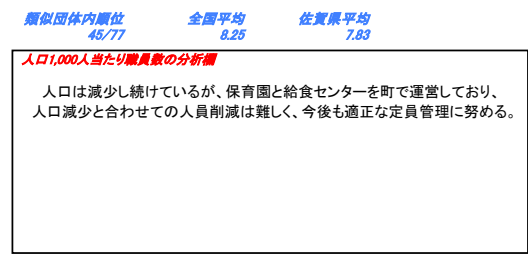 類似団体内順位 全国平均 佐賀県平均
45/77 8.25 7.83
人口1,000人当たり職員数の分析欄
人口は減少し続けているが、保育園と給食センターを町で運営しており、
人口減少と合わせての人員削減は難しく、今後も適正な定員管理に努める。